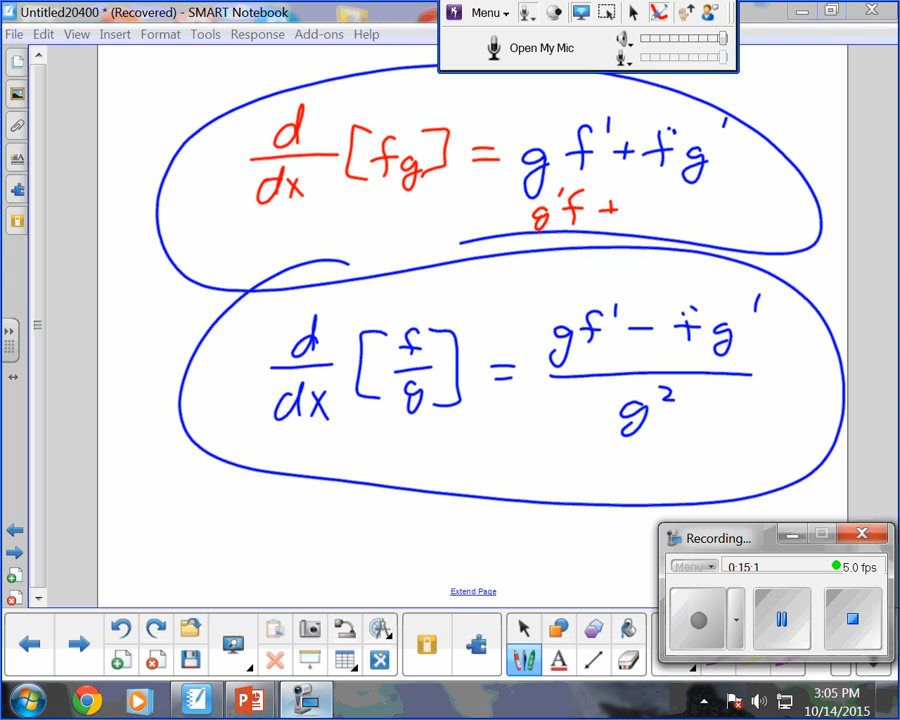 Untitled20400 * (Recovered) - SMART Notebook
Menu
File Edit View Insert Format Tools Response Add-ons Help
Open My Mic
d/dx [fg] = g f' + f g'
g'f +
d/dx [f/g] = (gf' - f g')/g²
Recording...
Menu 0:15:1 5.0 fps
Extend Page
3:05 PM
10/14/2015